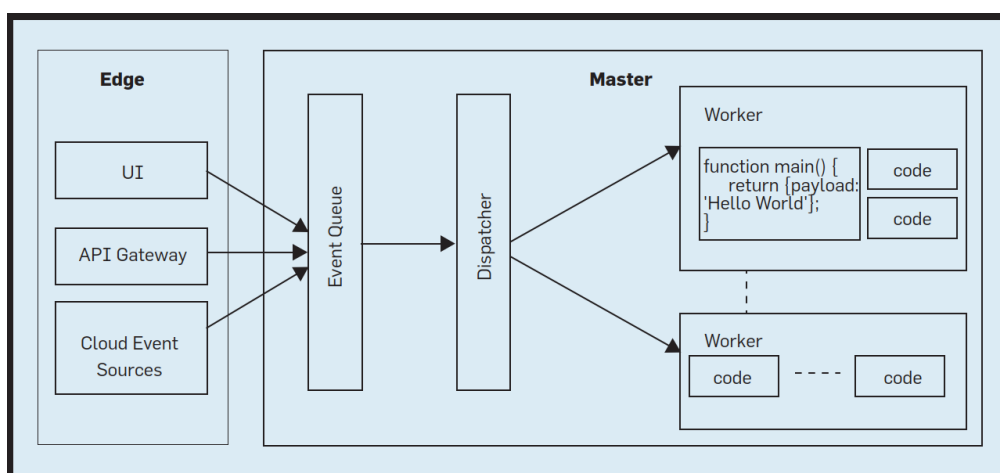 Edge
UI
API Gateway
Cloud Event
Sources
Master
Event Queue
Dispatcher
Worker
function main() {
return {payload:
'Hello World'};
}
code
code
Worker
code
code